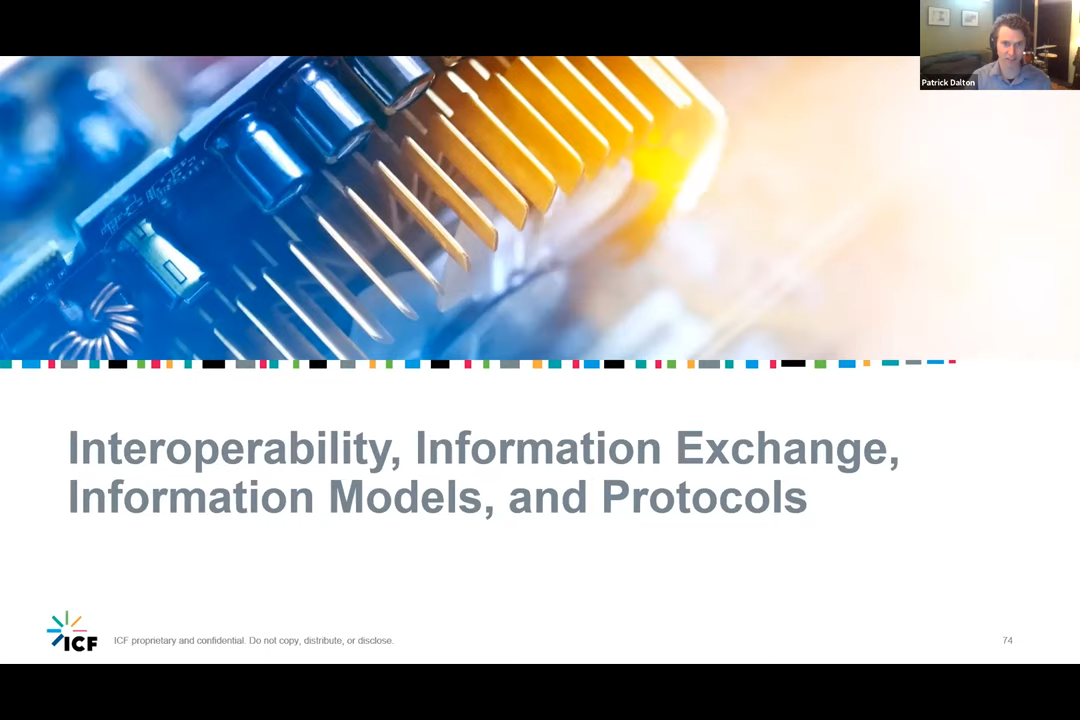 Patrick Dalton
Interoperability, Information Exchange,
Information Models, and Protocols
ICF
ICF proprietary and confidential. Do not copy, distribute, or disclose.
74